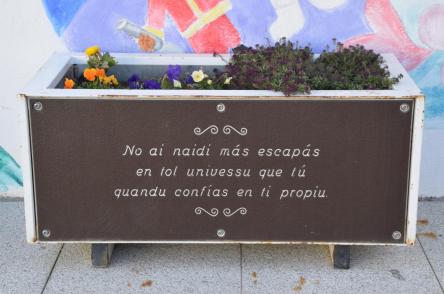 No ai naidi más escapás
en tol univessu que tú
quandu confías en ti propiu.